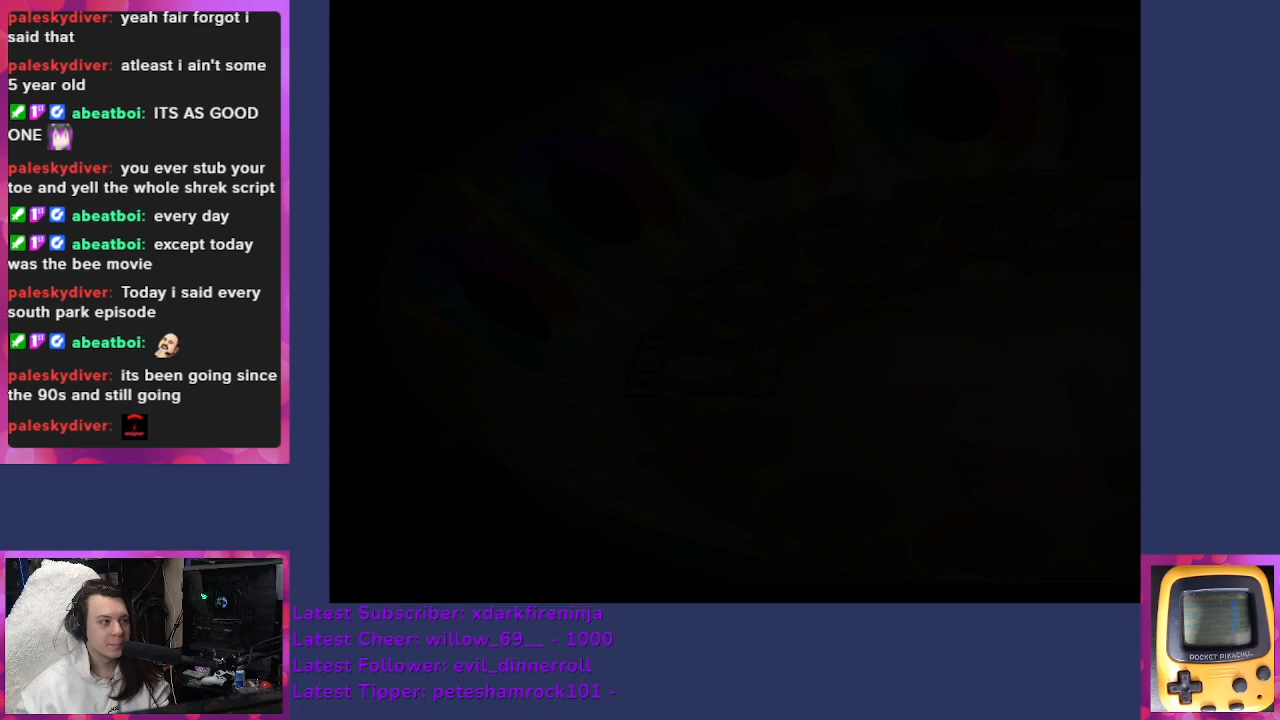 paleskydiver: yeah fair forgot i
said that
paleskydiver: atleast i ain't some
5 year old
abeatboi: ITS AS GOOD
ONE
paleskydiver: you ever stub your
toe and yell the whole shrek script
abeatboi: every day
abeatboi: except today
was the bee movie
paleskydiver: Today i said every
south park episode
abeatboi:
paleskydiver: its been going since
the 90s and still going
paleskydiver:
Latest Subscriber: xdarkfireninja
Latest Cheer: willow_69__ - 1000
Latest Follower: evil_dinnerroll
Latest Tipper: peteshamrock101 -
POCKET PIKACHU